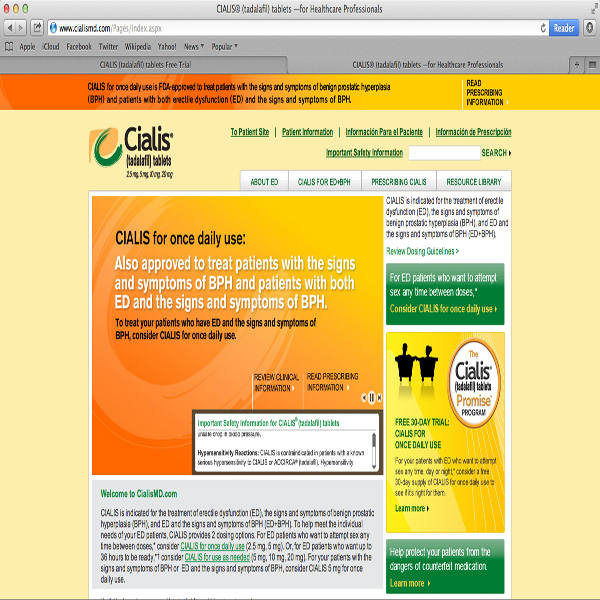 CIALIS® (tadalafil) tablets —for Healthcare Professionals
www.cialismd.com/Pages/index.aspx
Reader
Apple iCloud Facebook Twitter Wikipedia Yahoo! News Popular
CIALIS (tadalafil) tablets Free Trial
CIALIS® (tadalafil) tablets —for Healthcare Professionals
CIALIS for once daily use is FDA-approved to treat patients with the signs and symptoms of benign prostatic hyperplasia
(BPH) and patients with both erectile dysfunction (ED) and the signs and symptoms of BPH.
READ
PRESCRIBING
INFORMATION
To Patient Site | Patient Information | Información Para el Paciente | Información de Prescripción
Important Safety Information
SEARCH
Cialis®
(tadalafil) tablets
2.5 mg, 5 mg, 10 mg, 20 mg
ABOUT ED
CIALIS FOR ED+BPH
PRESCRIBING CIALIS
RESOURCE LIBRARY
CIALIS for once daily use:
Also approved to treat patients with the signs
and symptoms of BPH and patients with both
ED and the signs and symptoms of BPH.
To treat your patients who have ED and the signs and symptoms of
BPH, consider CIALIS for once daily use.
REVIEW CLINICAL
INFORMATION
READ PRESCRIBING
INFORMATION
Important Safety Information for CIALIS® (tadalafil) tablets
unsafe drop in blood pressure.
Hypersensitivity Reactions: CIALIS is contraindicated in patients with a known
serious hypersensitivity to CIALIS or ADCIRCA® (tadalafil). Hypersensitivity
CIALIS is indicated for the treatment of erectile
dysfunction (ED), the signs and symptoms of
benign prostatic hyperplasia (BPH), and ED and
the signs and symptoms of BPH (ED+BPH).
Review Dosing Guidelines >
For ED patients who want to attempt
sex any time between doses,*
Consider CIALIS for once daily use
The
Cialis®
(tadalafil) tablets
Promise™
PROGRAM
FREE 30-DAY TRIAL:
CIALIS FOR
ONCE DAILY USE
For your patients with ED who want to attempt
sex any time, day or night,* consider a free
30-day supply of CIALIS for once daily use to
see if it's right for them.
Learn more
Help protect your patients from the
dangers of counterfeit medication.
Learn more
Welcome to CialisMD.com
CIALIS is indicated for the treatment of erectile dysfunction (ED), the signs and symptoms of benign prostatic
hyperplasia (BPH), and ED and the signs and symptoms of BPH (ED+BPH). To help meet the individual
needs of your ED patients, CIALIS provides 2 dosing options. For ED patients who want to attempt sex any
time between doses,* consider CIALIS for once daily use (2.5 mg, 5 mg). Or, for ED patients who want up to
36 hours to be ready,*† consider CIALIS for use as needed (5 mg, 10 mg, 20 mg). For your patients with the
signs and symptoms of BPH or ED and the signs and symptoms of BPH, consider CIALIS 5 mg for once
daily use.